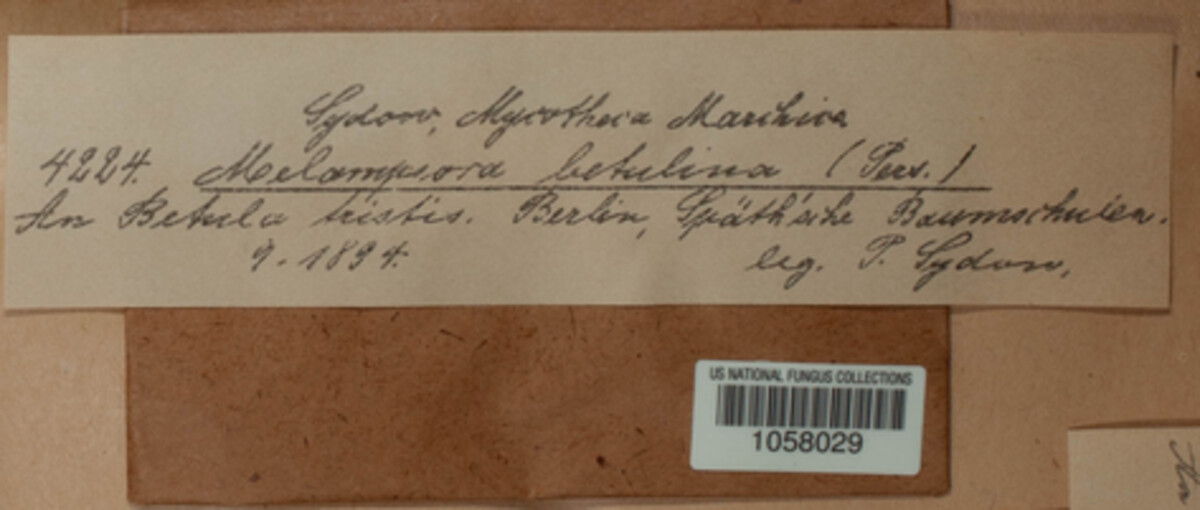 Sydow, Mycotheca Marchica
4224. Melampsora betulina (Pers.)
An Betula tristis. Berlin, Späth'sche Baumschulen.
9. 1894. leg. P. Sydow,
US NATIONAL FUNGUS COLLECTIONS
1058029